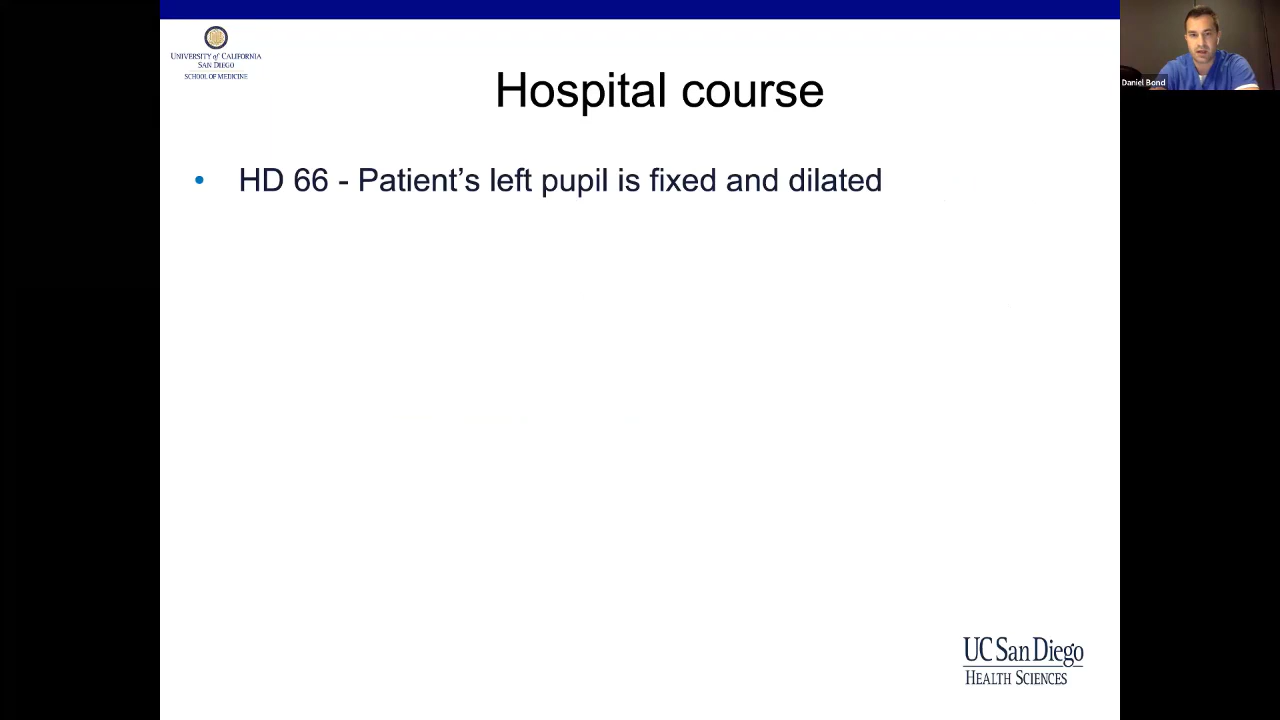 UNIVERSITY of CALIFORNIA
SAN DIEGO
SCHOOL OF MEDICINE
Hospital course
• HD 66 - Patient’s left pupil is fixed and dilated
Daniel Bond
UC San Diego
HEALTH SCIENCES